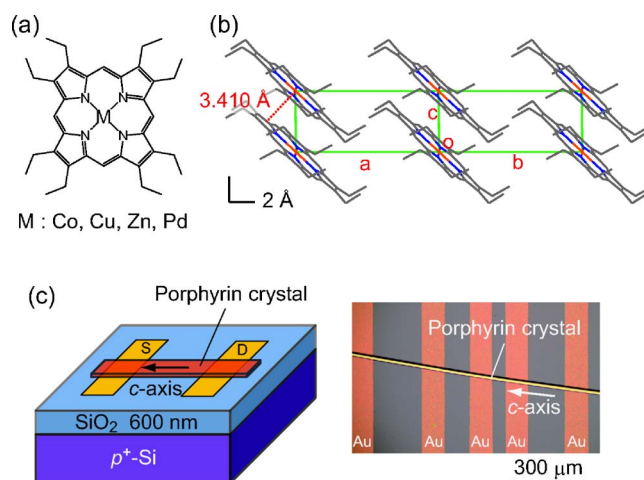 (a)
N
N
M
N
N
M : Co, Cu, Zn, Pd
(b)
3.410 Å
c
o
a
b
2 Å
(c)
Porphyrin crystal
S
D
c-axis
SiO2 600 nm
p+-Si
Porphyrin crystal
c-axis
Au
Au
Au
Au
Au
300 μm